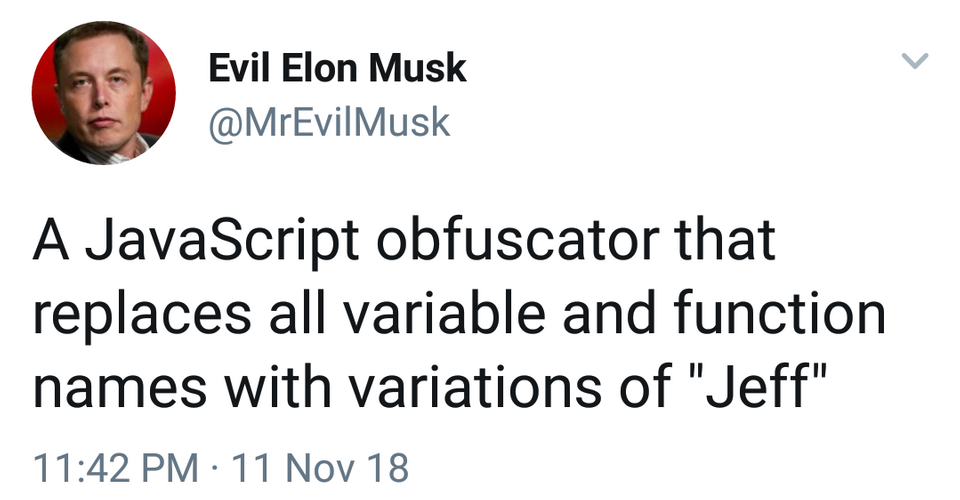 Evil Elon Musk
@MrEvilMusk
A JavaScript obfuscator that
replaces all variable and function
names with variations of "Jeff"
11:42 PM · 11 Nov 18